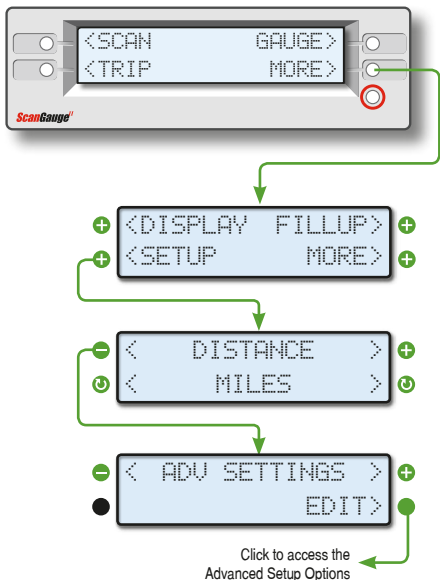 <SCAN GAUGE>
<TRIP MORE>
ScanGauge II
<DISPLAY FILLUP>
<SETUP MORE>
< DISTANCE >
< MILES >
< ADV SETTINGS >
EDIT>
Click to access the
Advanced Setup Options